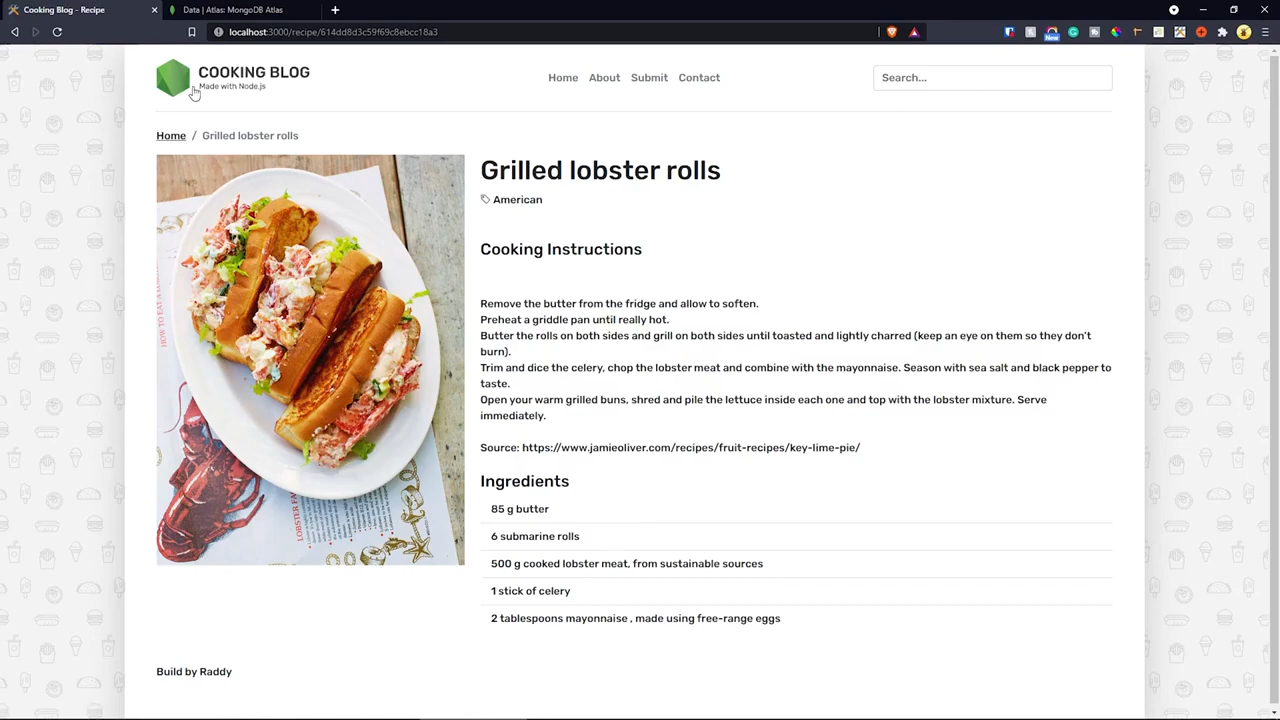 Cooking Blog - Recipe
Data | Atlas: MongoDB Atlas
localhost:3000/recipe/614dd8d3c59f69c8ebcc18a3
New
COOKING BLOG
Made with Node.js
Home
About
Submit
Contact
Search...
Home / Grilled lobster rolls
Grilled lobster rolls
American
Cooking Instructions
Remove the butter from the fridge and allow to soften.
Preheat a griddle pan until really hot.
Butter the rolls on both sides and grill on both sides until toasted and lightly charred (keep an eye on them so they don't
burn).
Trim and dice the celery, chop the lobster meat and combine with the mayonnaise. Season with sea salt and black pepper to
taste.
Open your warm grilled buns, shred and pile the lettuce inside each one and top with the lobster mixture. Serve
immediately.
Source: https://www.jamieoliver.com/recipes/fruit-recipes/key-lime-pie/
Ingredients
85 g butter
6 submarine rolls
500 g cooked lobster meat, from sustainable sources
1 stick of celery
2 tablespoons mayonnaise , made using free-range eggs
Build by Raddy